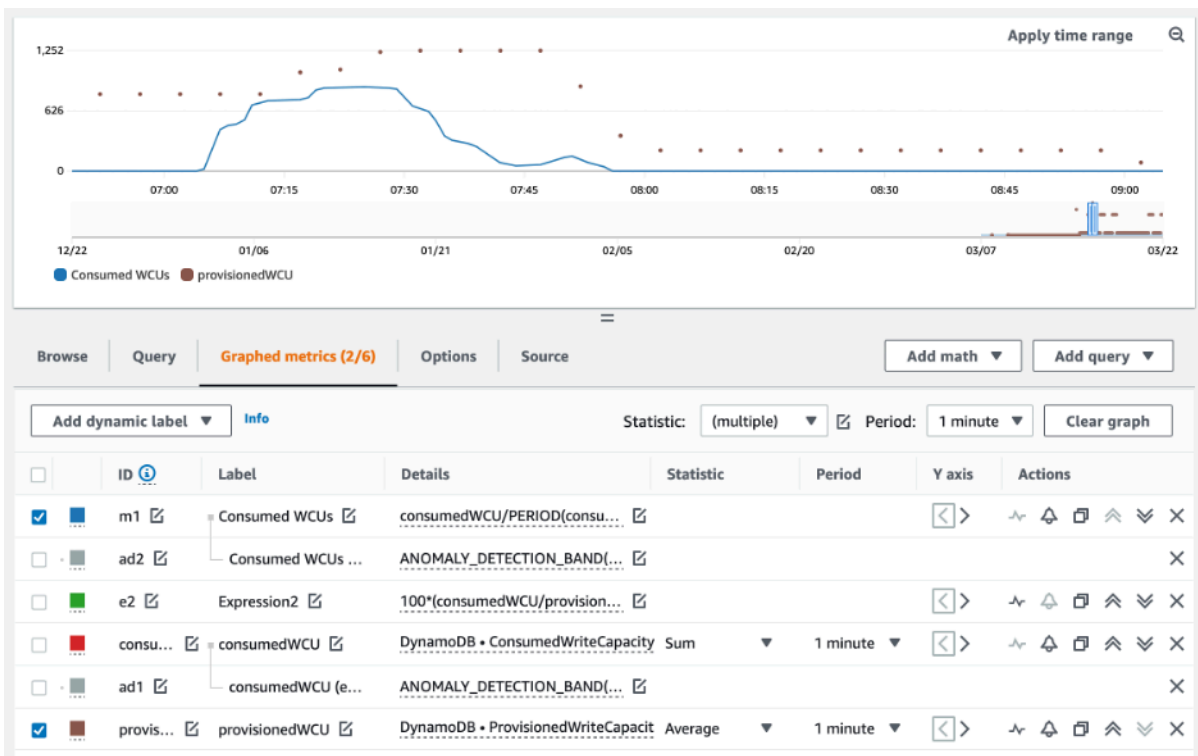 Apply time range
1,252
626
0
07:00 07:15 07:30 07:45 08:00 08:15 08:30 08:45 09:00
12/22 01/06 01/21 02/05 02/20 03/07 03/22
Consumed WCUs provisionedWCU
=
Browse Query Graphed metrics (2/6) Options Source Add math Add query
Add dynamic label Info Statistic: (multiple) Period: 1 minute Clear graph
ID Label Details Statistic Period Y axis Actions
m1 Consumed WCUs consumedWCU/PERIOD(consu...
ad2 Consumed WCUs ... ANOMALY_DETECTION_BAND(...
e2 Expression2 100*(consumedWCU/provision...
consu... consumedWCU DynamoDB • ConsumedWriteCapacity Sum 1 minute
ad1 consumedWCU (e... ANOMALY_DETECTION_BAND(...
provis... provisionedWCU DynamoDB • ProvisionedWriteCapacit Average 1 minute